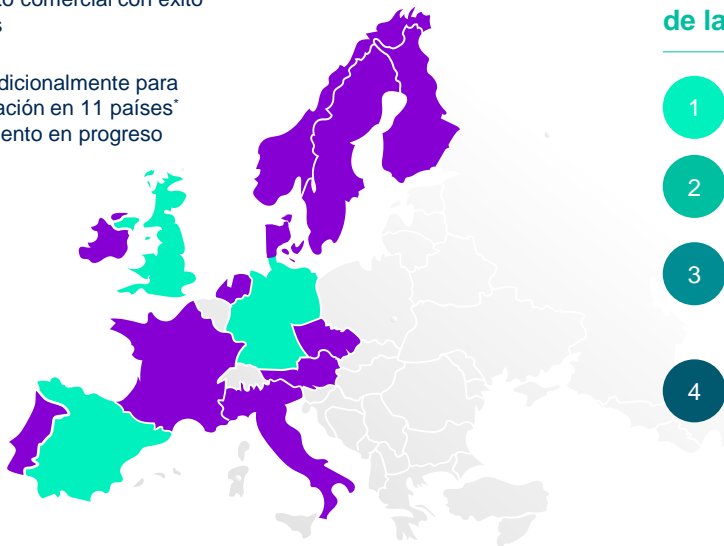 to comercial con éxito
s
dicionalmente para
ación en 11 países*
ento en progreso
de la
1
2
3
4